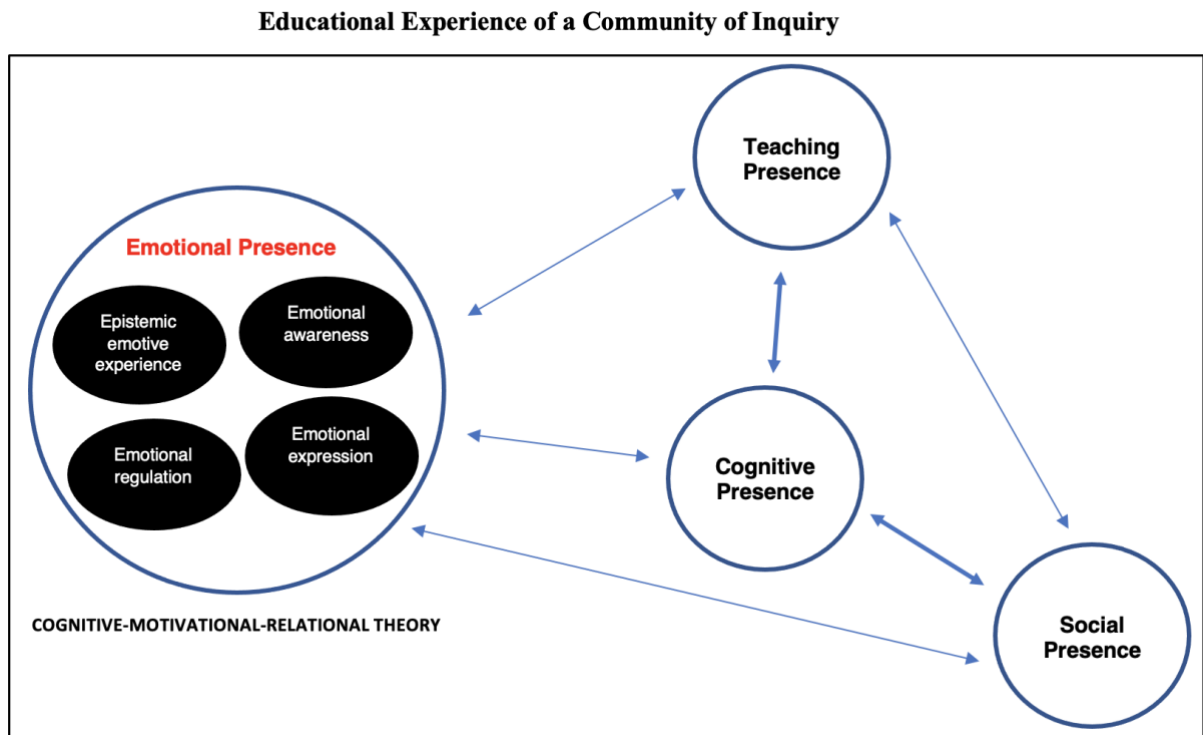 Educational Experience of a Community of Inquiry
Teaching
Presence
Emotional Presence
Epistemic
emotive
experience
Emotional
awareness
Emotional
regulation
Emotional
expression
Cognitive
Presence
COGNITIVE-MOTIVATIONAL-RELATIONAL THEORY
Social
Presence